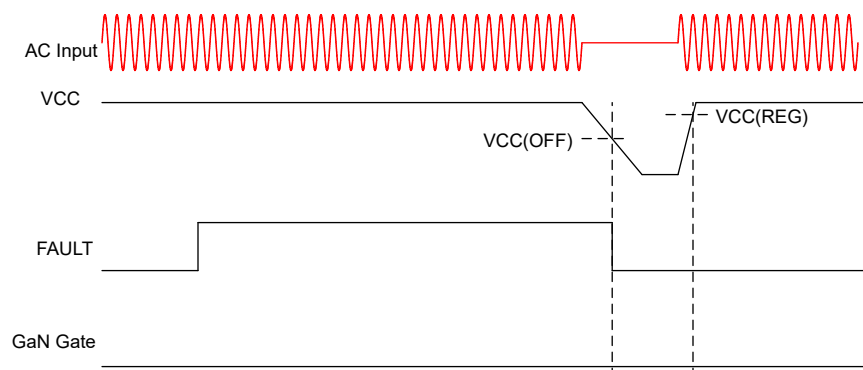 AC Input
VCC
VCC(OFF)
VCC(REG)
FAULT
GaN Gate